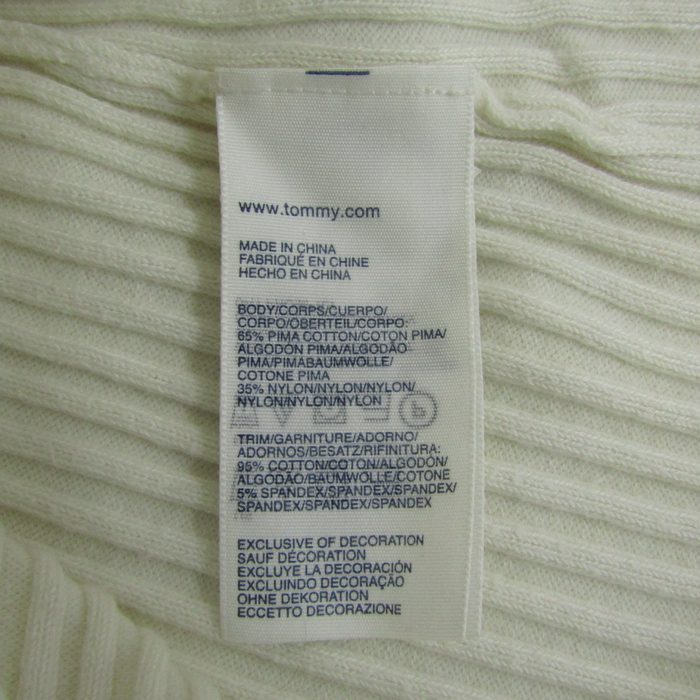 www.tommy.com
MADE IN CHINA
FABRIQUÉ EN CHINE
HECHO EN CHINA
BODY/CORPS/CUERPO/
CORPO/OBERTEIL/CORPO:
65% PIMA COTTON/COTON PIMA/
ALGODÓN PIMA/ALGODÃO
PIMA/PIMABAUMWOLLE/
COTONE PIMA
35% NYLON/NYLON/NYLON/
NYLON/NYLON/NYLON
TRIM/GARNITURE/ADORNO/
ADORNOS/BESATZ/RIFINITURA:
95% COTTON/COTON/ALGODÓN/
ALGODÃO/BAUMWOLLE/COTONE
5% SPANDEX/SPANDEX/SPANDEX/
SPANDEX/SPANDEX/SPANDEX
EXCLUSIVE OF DECORATION
SAUF DÉCORATION
EXCLUYE LA DECORACIÓN
EXCLUINDO DECORAÇÃO
OHNE DEKORATION
ECCETTO DECORAZIONE